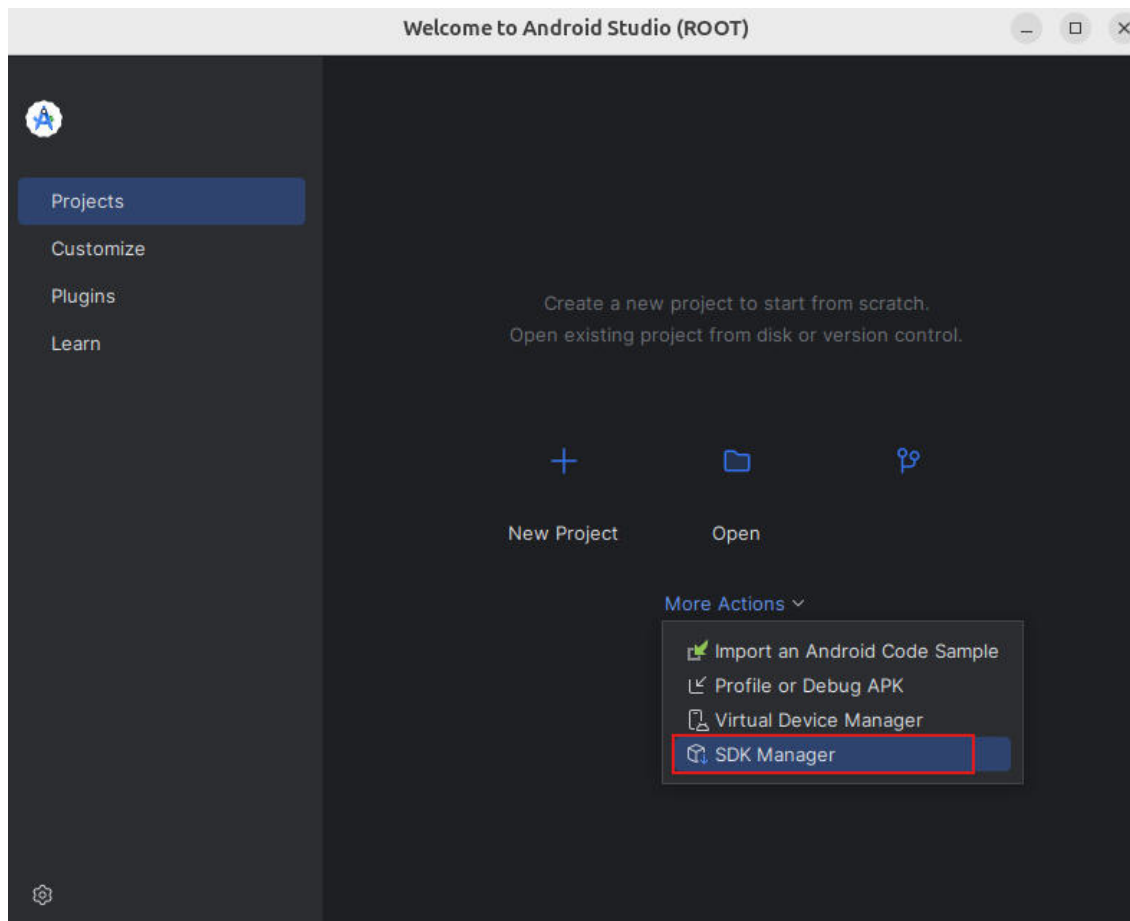 Welcome to Android Studio (ROOT)
Projects
Customize
Plugins
Learn
Create a new project to start from scratch.
Open existing project from disk or version control.
New Project
Open
More Actions
Import an Android Code Sample
Profile or Debug APK
Virtual Device Manager
SDK Manager